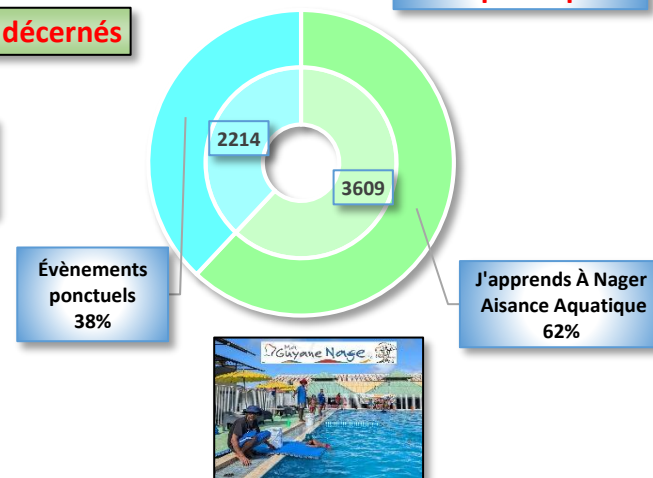 décernés
2214
3609
Évènements
ponctuels
38%
J'apprends À Nager
Aisance Aquatique
62%
Guyane Nage